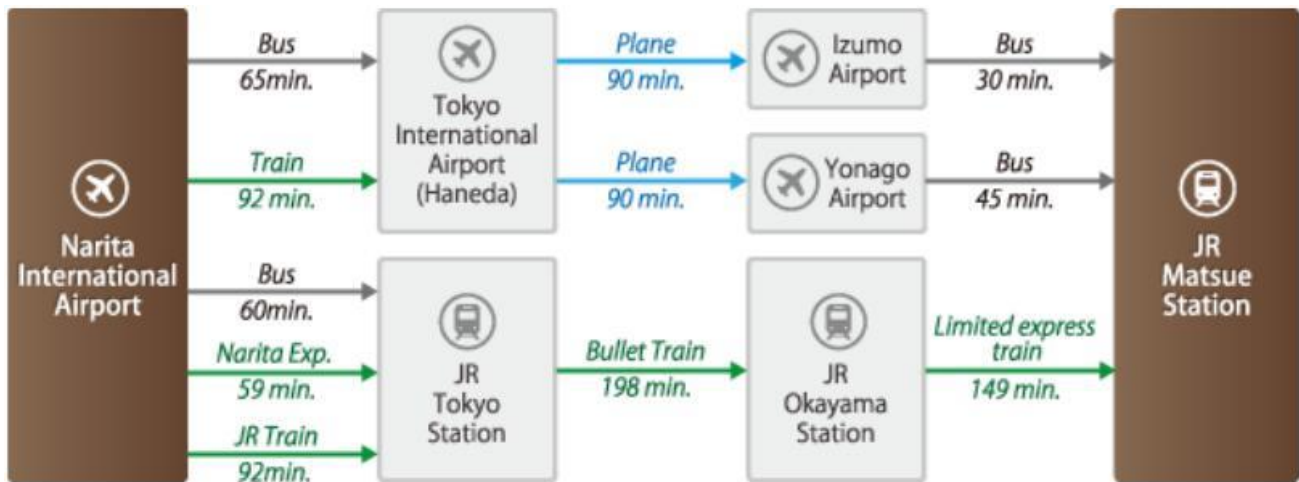 Narita
International
Airport
Bus
65min.
Train
92 min.
Bus
60min.
Narita Exp.
59 min.
JR Train
92min.
Tokyo
International
Airport
(Haneda)
JR
Tokyo
Station
Plane
90 min.
Plane
90 min.
Bullet Train
198 min.
Izumo
Airport
Yonago
Airport
JR
Okayama
Station
Bus
30 min.
Bus
45 min.
Limited express
train
149 min.
JR
Matsue
Station